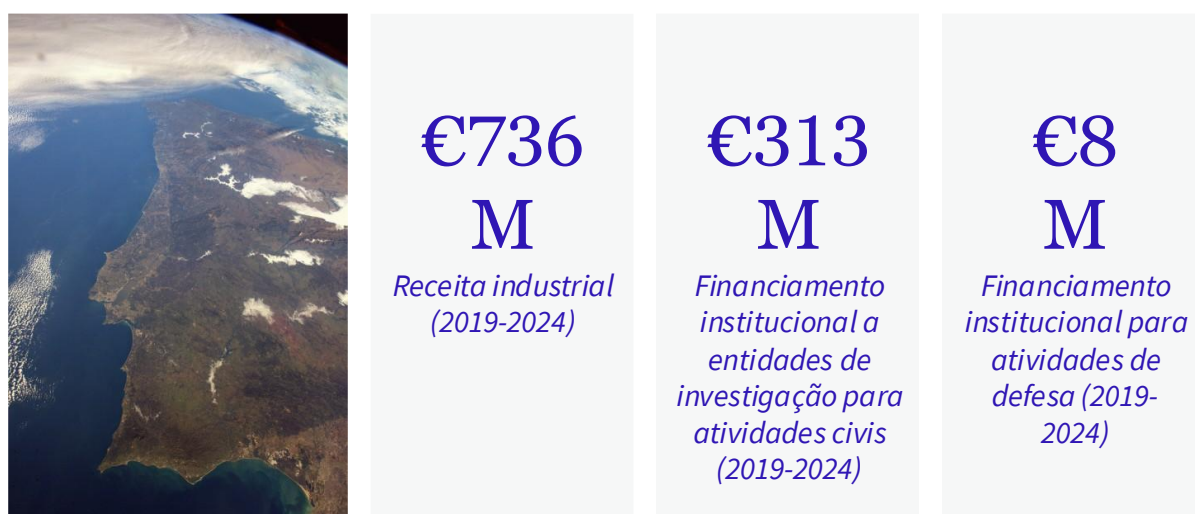 €736
M
Receita industrial
(2019-2024)
€313
M
Financiamento
institucional a
entidades de
investigação para
atividades civis
(2019-2024)
€8
M
Financiamento
institucional para
atividades de
defesa (2019-
2024)